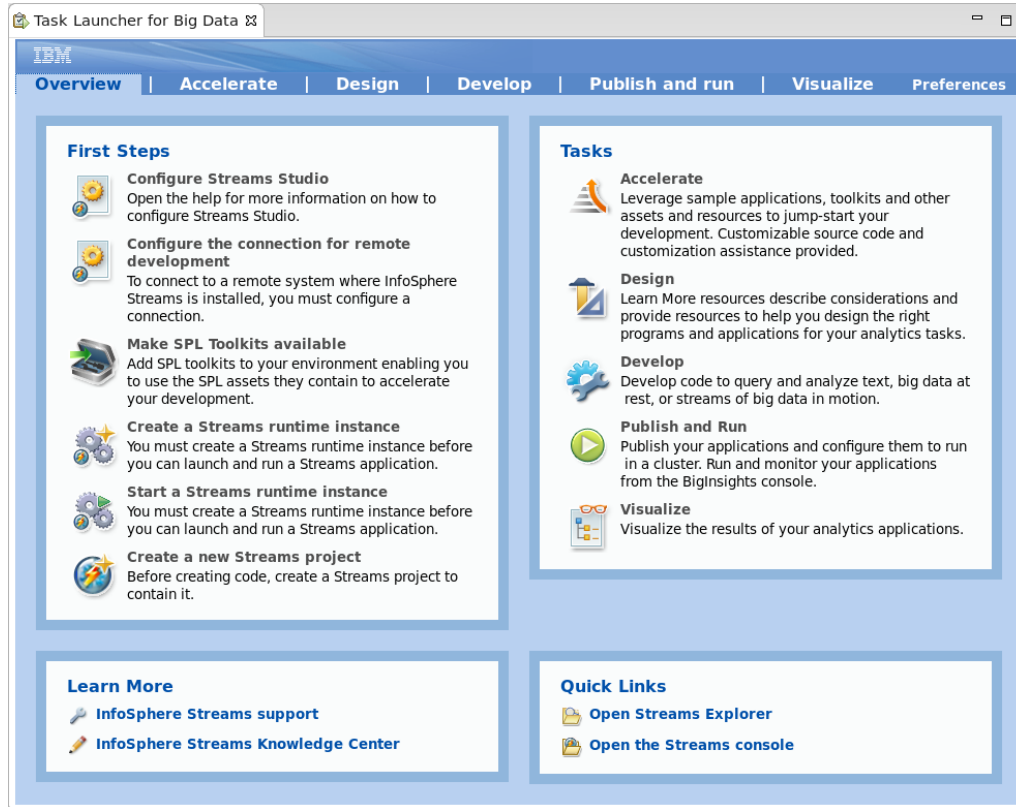 Task Launcher for Big Data
IBM
Overview | Accelerate | Design | Develop | Publish and run | Visualize Preferences
First Steps
Configure Streams Studio
Open the help for more information on how to
configure Streams Studio.
Configure the connection for remote
development
To connect to a remote system where InfoSphere
Streams is installed, you must configure a
connection.
Make SPL Toolkits available
Add SPL toolkits to your environment enabling you
to use the SPL assets they contain to accelerate
your development.
Create a Streams runtime instance
You must create a Streams runtime instance before
you can launch and run a Streams application.
Start a Streams runtime instance
You must create a Streams runtime instance before
you can launch and run a Streams application.
Create a new Streams project
Before creating code, create a Streams project to
contain it.
Tasks
Accelerate
Leverage sample applications, toolkits and other
assets and resources to jump-start your
development. Customizable source code and
customization assistance provided.
Design
Learn More resources describe considerations and
provide resources to help you design the right
programs and applications for your analytics tasks.
Develop
Develop code to query and analyze text, big data at
rest, or streams of big data in motion.
Publish and Run
Publish your applications and configure them to run
in a cluster. Run and monitor your applications
from the BigInsights console.
Visualize
Visualize the results of your analytics applications.
Learn More
InfoSphere Streams support
InfoSphere Streams Knowledge Center
Quick Links
Open Streams Explorer
Open the Streams console